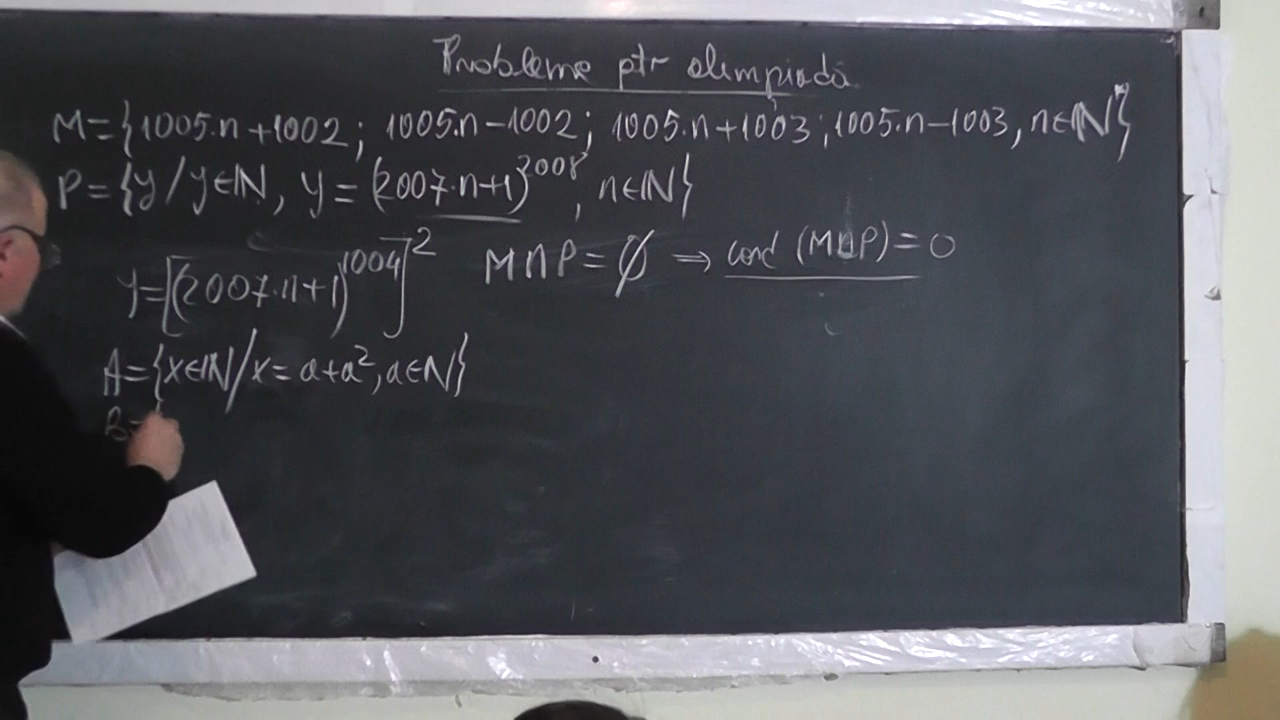 Probleme ptr olimpiadă
M={1005·n+1002; 1005·n-1002; 1005·n+1003; 1005·n-1003, n∈ℕ*}
P={y/y∈ℕ, y=(2007·n+1)²⁰⁰⁸, n∈ℕ}
y=[(2007·n+1)¹⁰⁰⁴]² M∩P=∅ ⇒ card (M∩P)=0
A={x∈ℕ/x=a+a², a∈ℕ}
B={